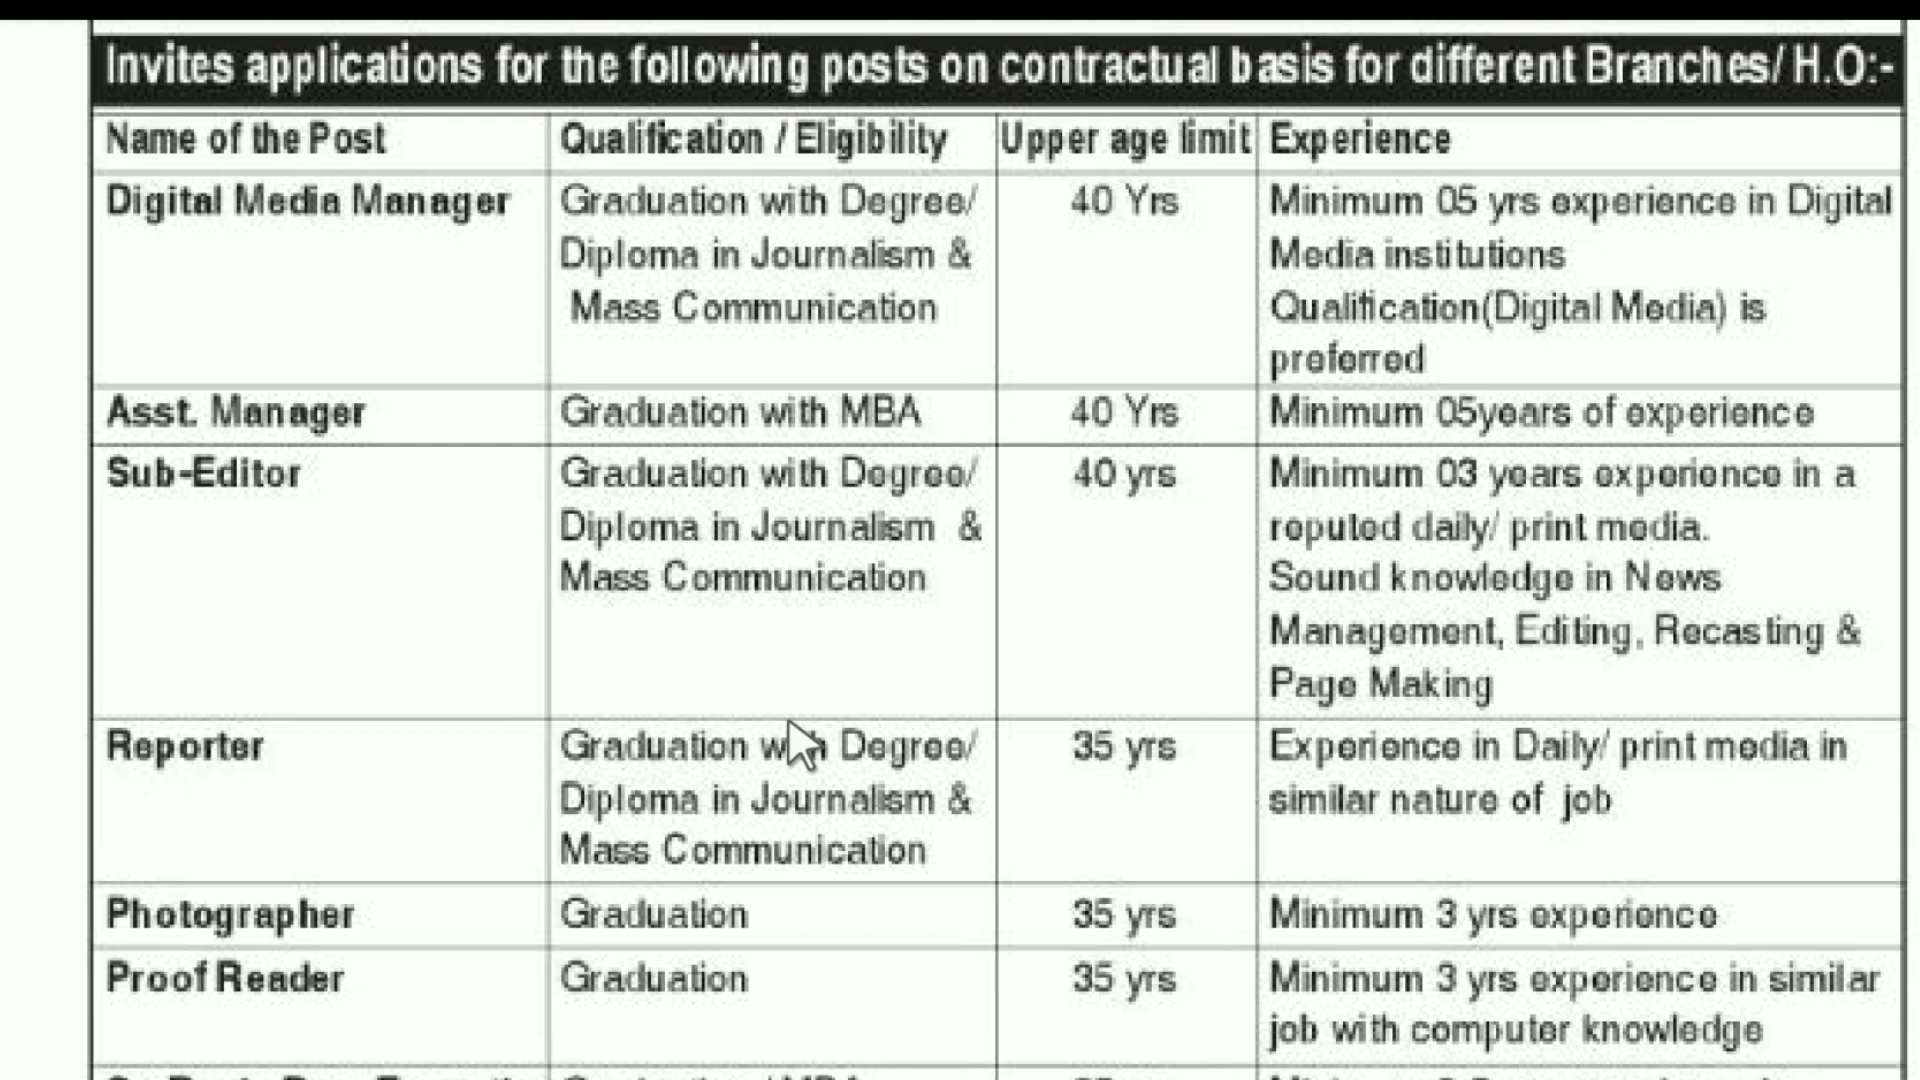 Invites applications for the following posts on contractual basis for different Branches/ H.O:-
Name of the Post
Qualification / Eligibility
Upper age limit
Experience
Digital Media Manager
Graduation with Degree/
Diploma in Journalism &
Mass Communication
40 Yrs
Minimum 05 yrs experience in Digital
Media institutions
Qualification(Digital Media) is
preferred
Asst. Manager
Graduation with MBA
40 Yrs
Minimum 05years of experience
Sub-Editor
Graduation with Degree/
Diploma in Journalism &
Mass Communication
40 yrs
Minimum 03 years experience in a
reputed daily/ print media.
Sound knowledge in News
Management, Editing, Recasting &
Page Making
Reporter
Graduation with Degree/
Diploma in Journalism &
Mass Communication
35 yrs
Experience in Daily/ print media in
similar nature of job
Photographer
Graduation
35 yrs
Minimum 3 yrs experience
Proof Reader
Graduation
35 yrs
Minimum 3 yrs experience in similar
job with computer knowledge